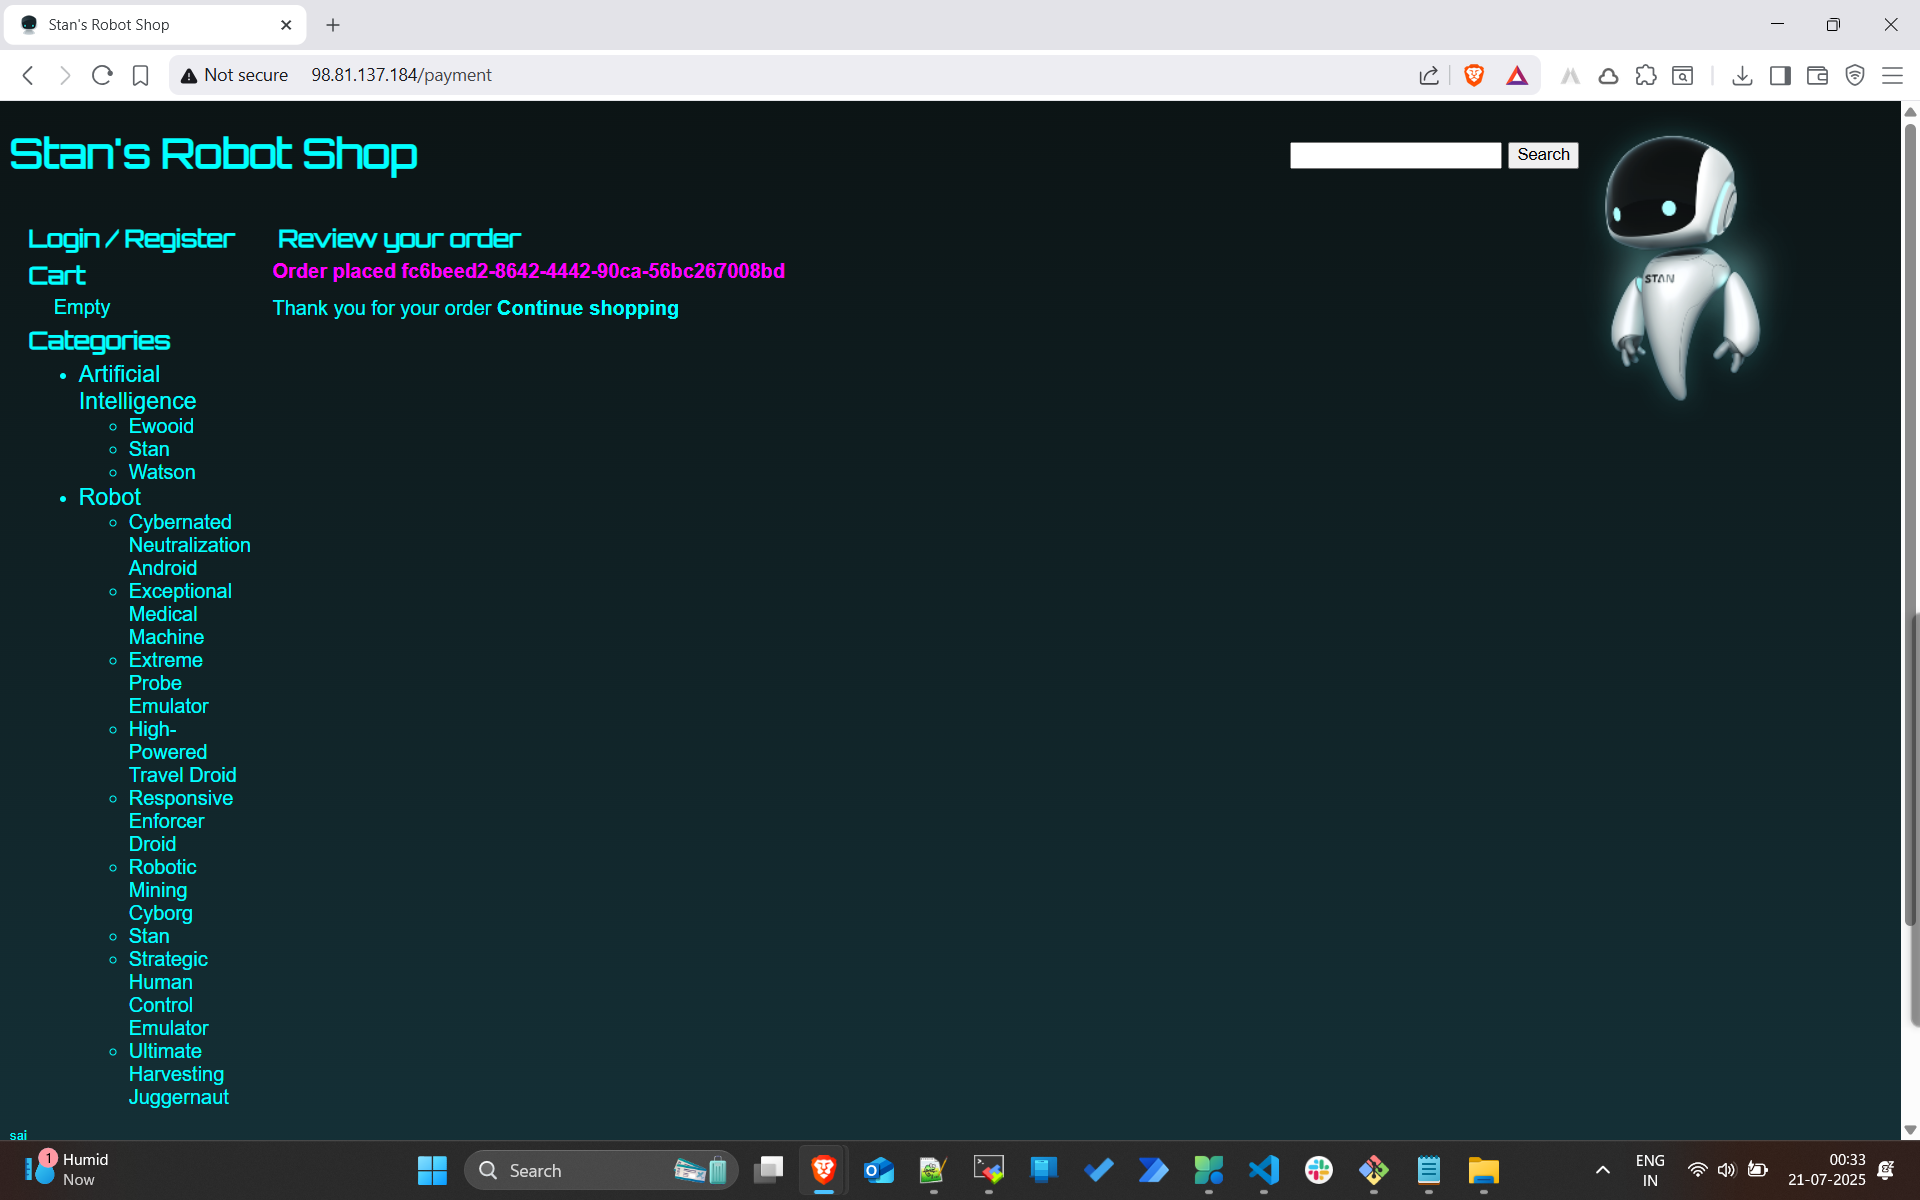 Stan's Robot Shop
Not secure 98.81.137.184/payment
Stan's Robot Shop
Search
STAN
Login / Register
Cart
Empty
Categories
Artificial
Intelligence
Ewooid
Stan
Watson
Robot
Cybernated
Neutralization
Android
Exceptional
Medical
Machine
Extreme
Probe
Emulator
High-
Powered
Travel Droid
Responsive
Enforcer
Droid
Robotic
Mining
Cyborg
Stan
Strategic
Human
Control
Emulator
Ultimate
Harvesting
Juggernaut
Review your order
Order placed fc6beed2-8642-4442-90ca-56bc267008bd
Thank you for your order Continue shopping
sai
1
Humid
Now
Search
ENG
IN
00:33
21-07-2025